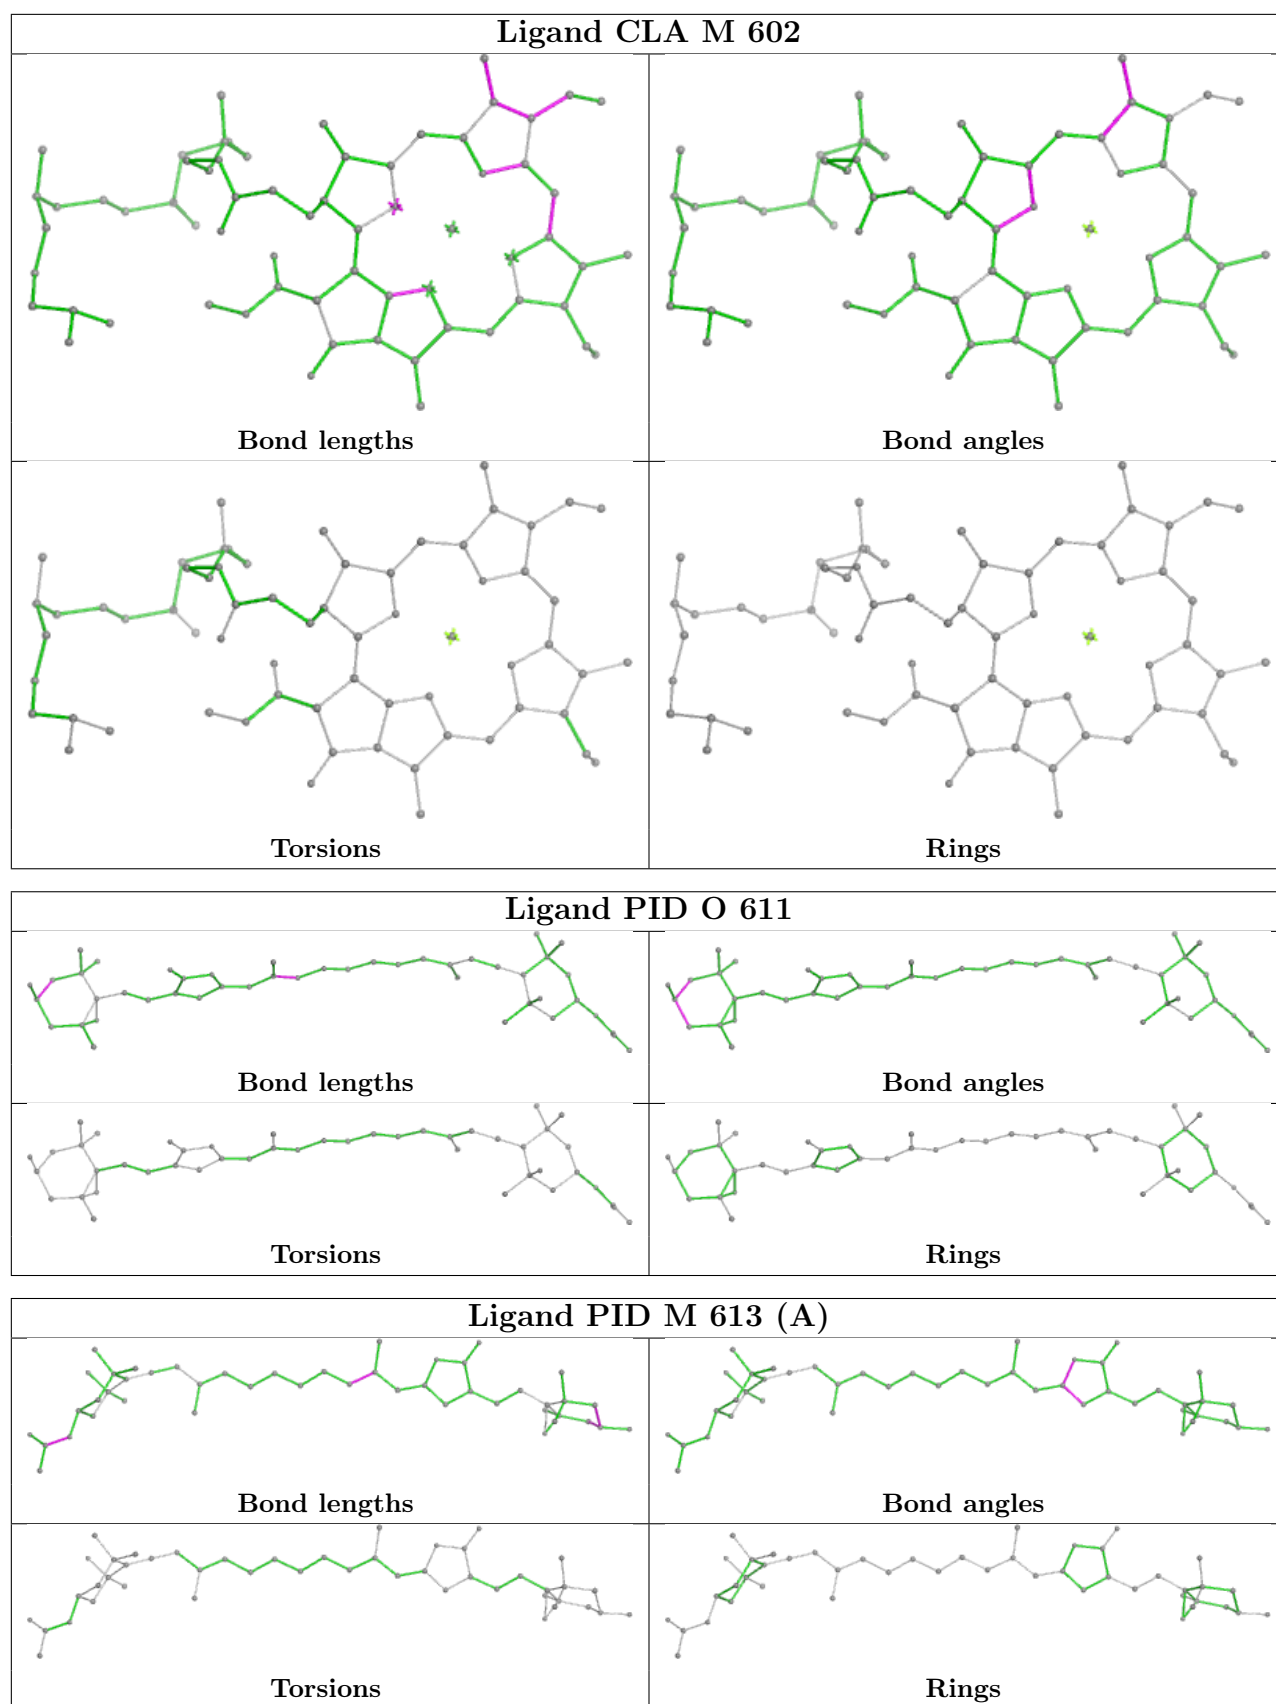 Ligand CLA M 602
Bond lengths
Bond angles
Torsions
Rings
Ligand PID O 611
Bond lengths
Bond angles
Torsions
Rings
Ligand PID M 613 (A)
Bond lengths
Bond angles
Torsions
Rings